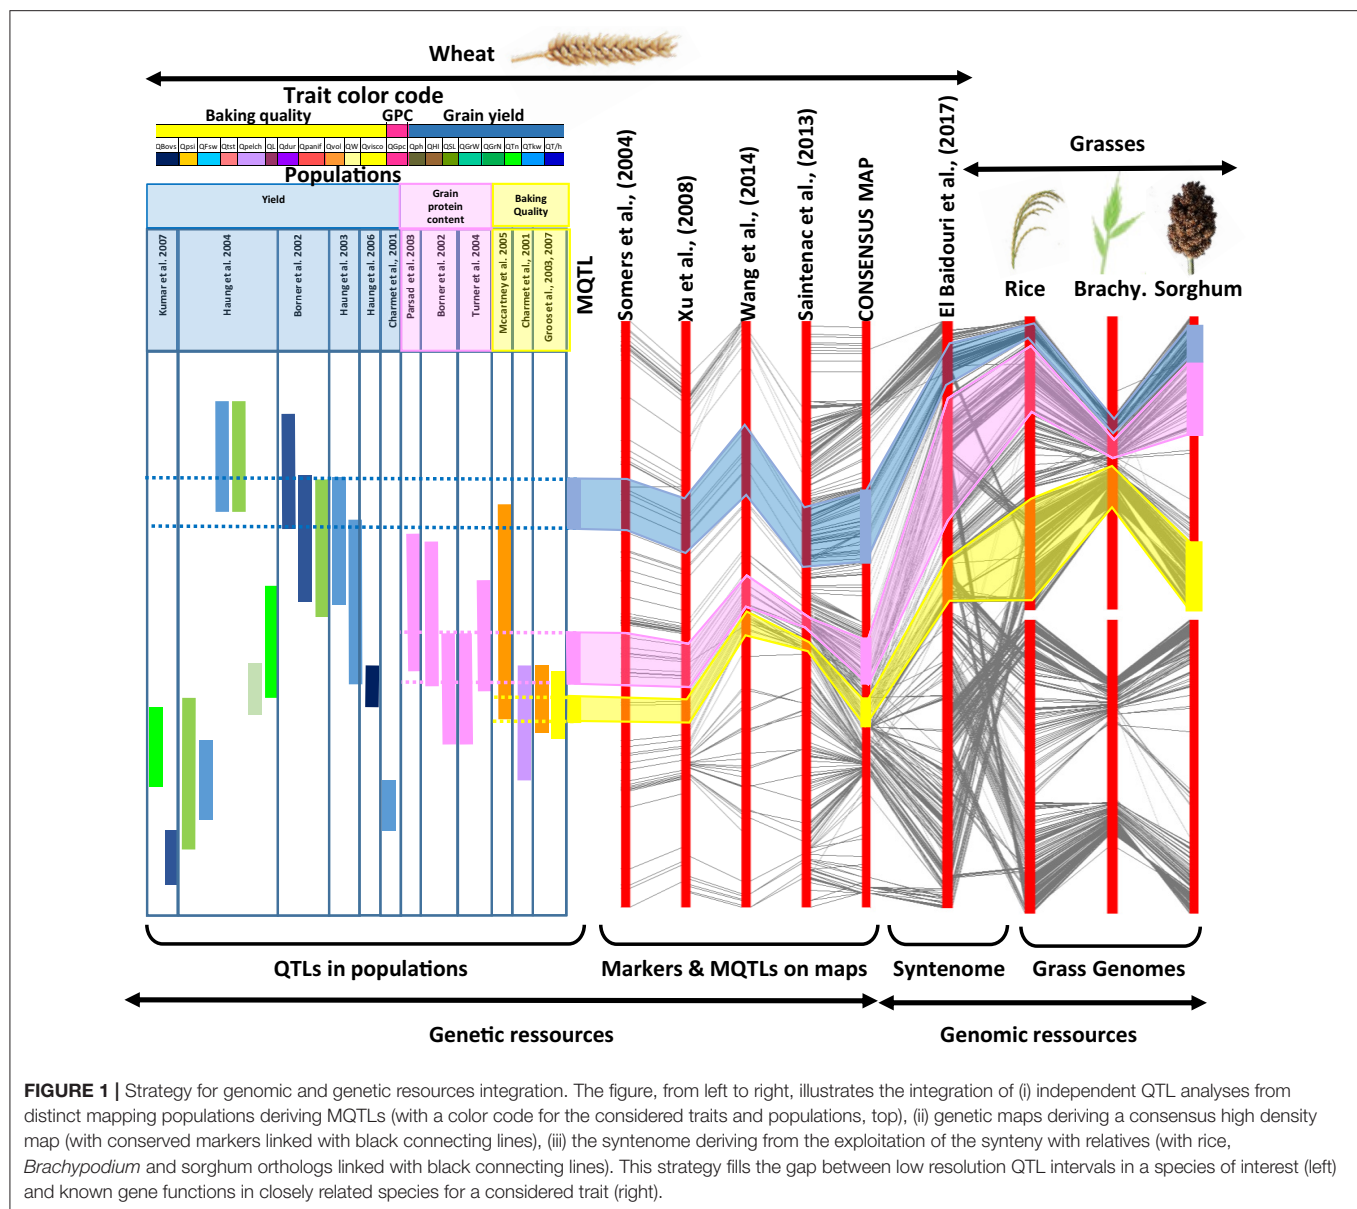 Wheat
Trait color code
Baking quality GPC Grain yield
QBovs Qpsi QFsw Qtst Qpelch QL Qdur Qpanif Qvol QW Qvisco QGpc Qph QHI QSL QGrW QGrN QTn QTkw QT/h
Populations
Yield
Grain
protein
content
Baking
Quality
Kumar et al. 2007
Haung et al. 2004
Borner et al. 2002
Haung et al. 2003
Haung et al. 2006
Charmet et al., 2001
Parsad et al. 2003
Borner et al. 2002
Turner et al. 2004
Mccartney et al. 2005
Charmet et al., 2001
Groos et al., 2003, 2007
MQTL
Somers et al., (2004)
Xu et al., (2008)
Wang et al., (2014)
Saintenac et al., (2013)
CONSENSUS MAP
El Baidouri et al., (2017)
Grasses
Rice Brachy. Sorghum
QTLs in populations
Markers & MQTLs on maps
Syntenome
Grass Genomes
Genetic ressources
Genomic ressources
FIGURE 1 | Strategy for genomic and genetic resources integration. The figure, from left to right, illustrates the integration of (i) independent QTL analyses from
distinct mapping populations deriving MQTLs (with a color code for the considered traits and populations, top), (ii) genetic maps deriving a consensus high density
map (with conserved markers linked with black connecting lines), (iii) the syntenome deriving from the exploitation of the synteny with relatives (with rice,
Brachypodium and sorghum orthologs linked with black connecting lines). This strategy fills the gap between low resolution QTL intervals in a species of interest (left)
and known gene functions in closely related species for a considered trait (right).